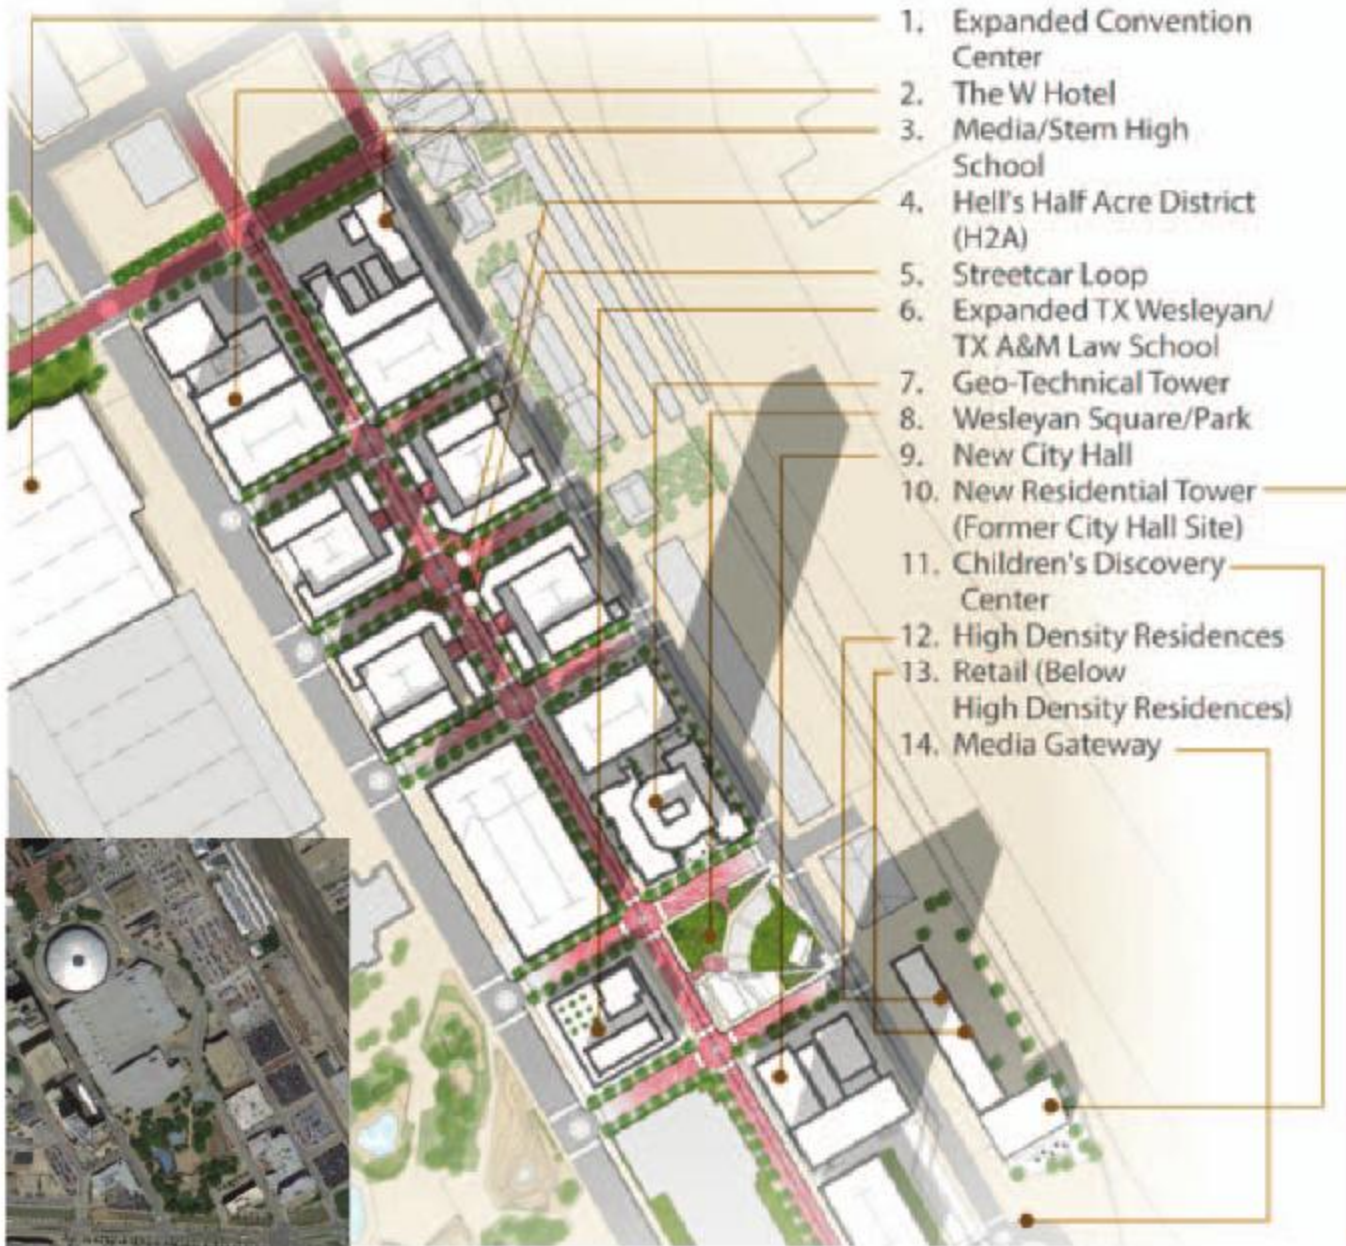 1. Expanded Convention
Center
2. The W Hotel
3. Media/Stem High
School
4. Hell's Half Acre District
(H2A)
5. Streetcar Loop
6. Expanded TX Wesleyan/
TX A&M Law School
7. Geo-Technical Tower
8. Wesleyan Square/Park
9. New City Hall
10. New Residential Tower
(Former City Hall Site)
11. Children's Discovery
Center
12. High Density Residences
13. Retail (Below
High Density Residences)
14. Media Gateway